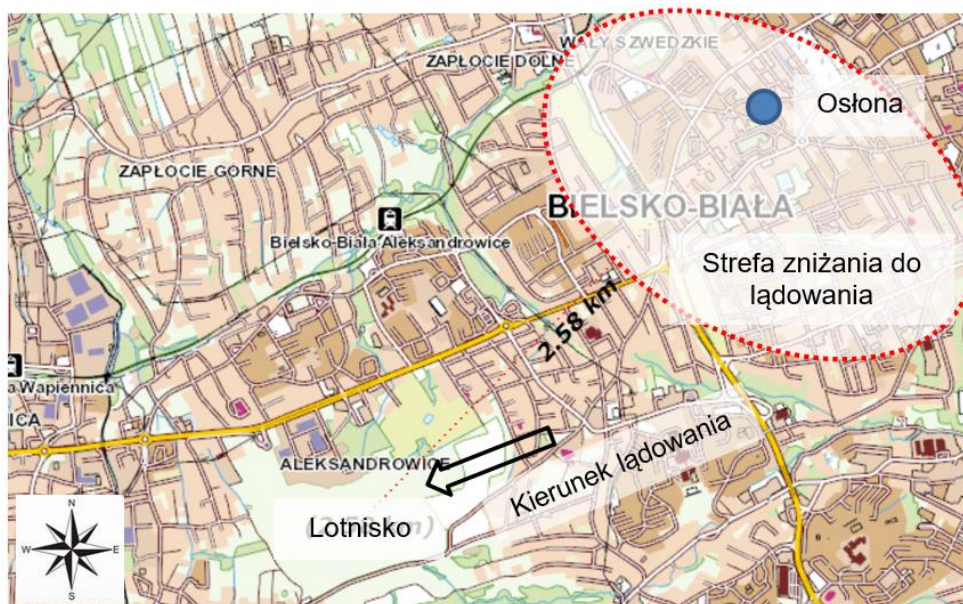 WAŁY SZWEDZKIE
ZAPŁOCIE DOLNE
Osłona
ZAPŁOCIE GÓRNE
BIELSKO-BIAŁA
Bielsko-Biała Aleksandrowice
Strefa zniżania do
lądowania
2.58 km
a Wapiennica
ICA
Kierunek lądowania
ALEKSANDROWICE
Lotnisko
N
W
E
S